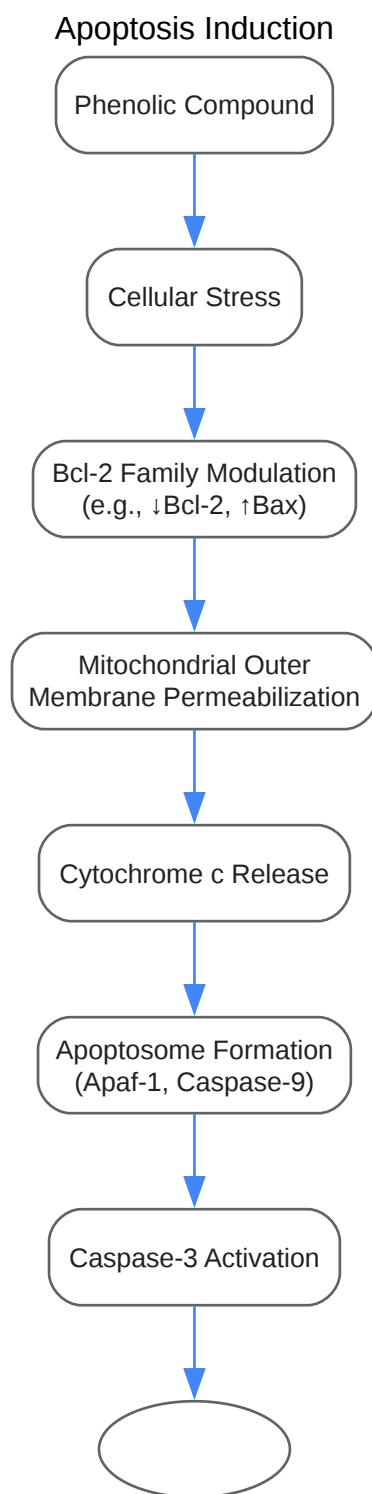 Apoptosis Induction
Phenolic Compound
Cellular Stress
Bcl-2 Family Modulation
(e.g., ↓Bcl-2, ↑Bax)
Mitochondrial Outer
Membrane Permeabilization
Cytochrome c Release
Apoptosome Formation
(Apaf-1, Caspase-9)
Caspase-3 Activation